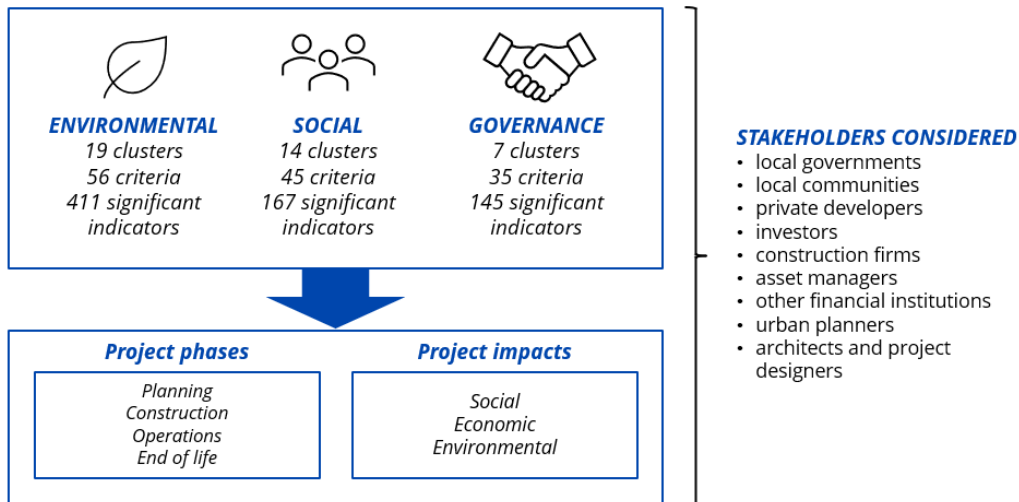 ENVIRONMENTAL
19 clusters
56 criteria
411 significant
indicators
SOCIAL
14 clusters
45 criteria
167 significant
indicators
GOVERNANCE
7 clusters
35 criteria
145 significant
indicators
Project phases
Planning
Construction
Operations
End of life
Project impacts
Social
Economic
Environmental
STAKEHOLDERS CONSIDERED
• local governments
• local communities
• private developers
• investors
• construction firms
• asset managers
• other financial institutions
• urban planners
• architects and project
designers